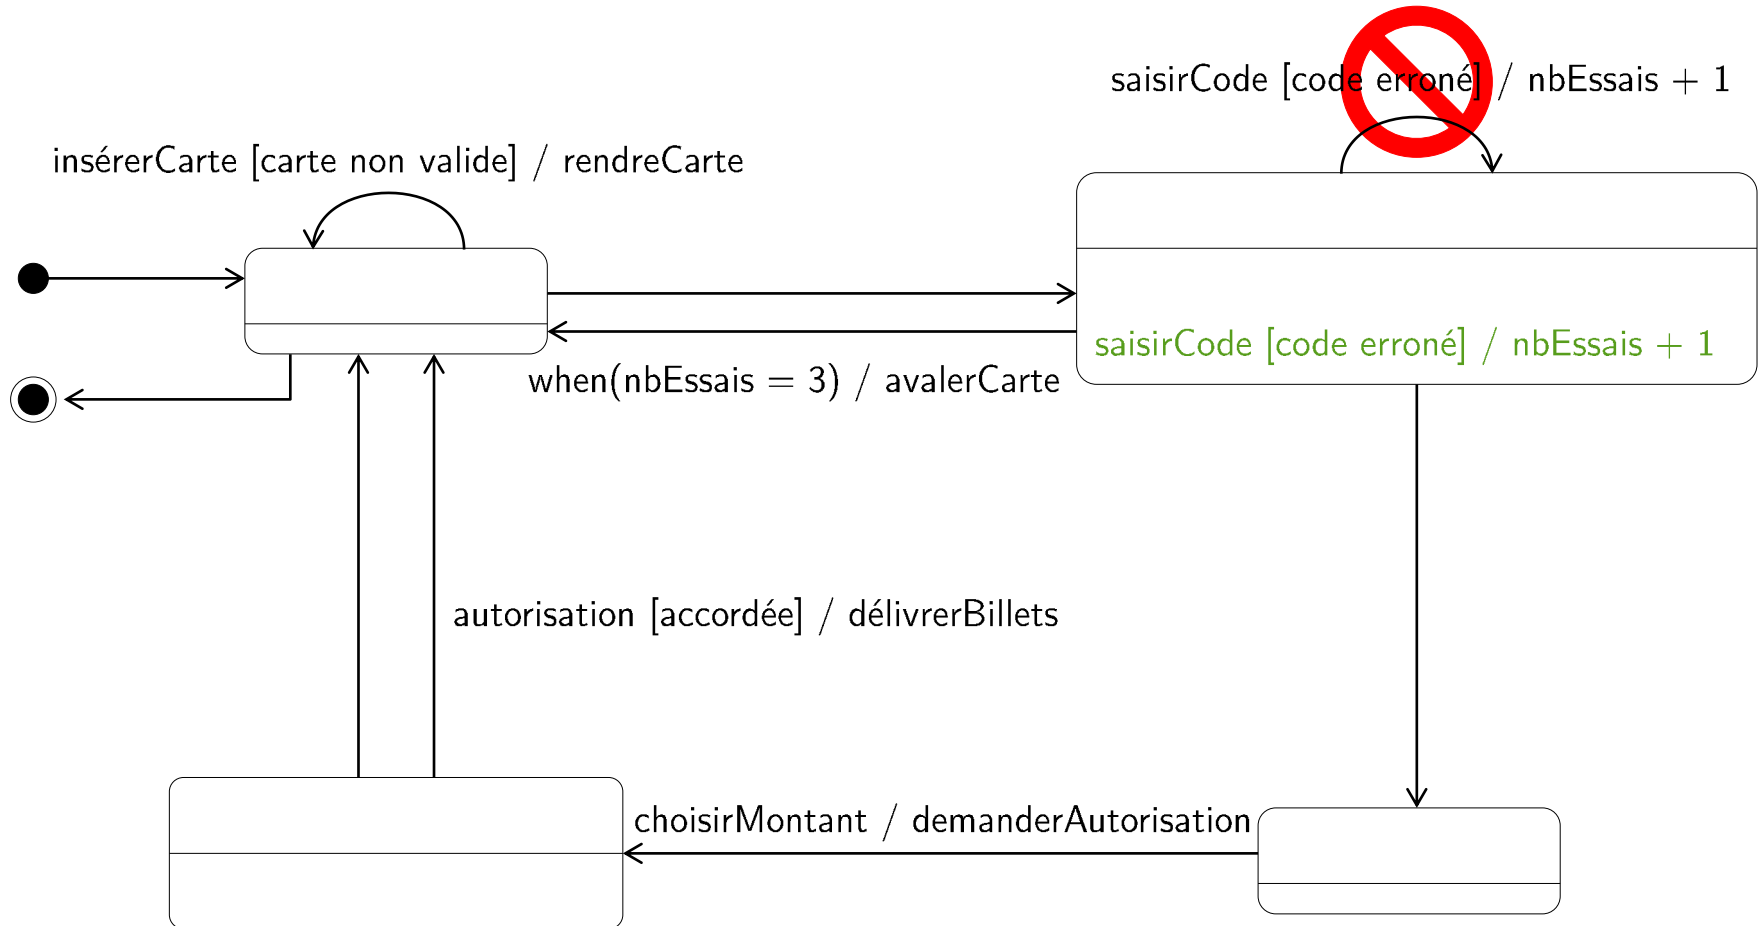 saisirCode [code erroné] / nbEssais + 1
insérerCarte [carte non valide] / rendreCarte
saisirCode [code erroné] / nbEssais + 1
when(nbEssais = 3) / avalerCarte
autorisation [accordée] / délivrerBillets
choisirMontant / demanderAutorisation